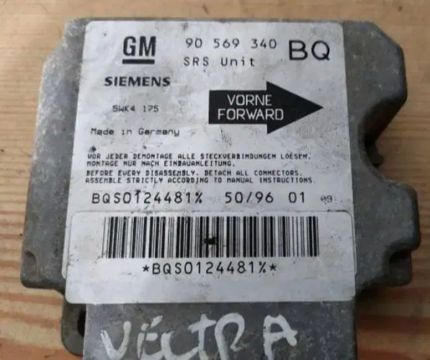 GM 90 569 340 BQ
SRS Unit
SIEMENS
5WK4 175
VORNE
FORWARD
Made in Germany
VOR JEDER DEMONTAGE ALLE STECKVERBINDUNGEN LOESEN.
MONTAGE NUR NACH EINBAUANLEITUNG.
BEFORE EVERY DISASSEMBLY, DETACH ALL CONNECTORS.
ASSEMBLE STRICTLY ACCORDING TO MANUAL INSTRUCTIONS.
BQS0124481% 50/96 01 09
*BQS0124481%*
VECTRA